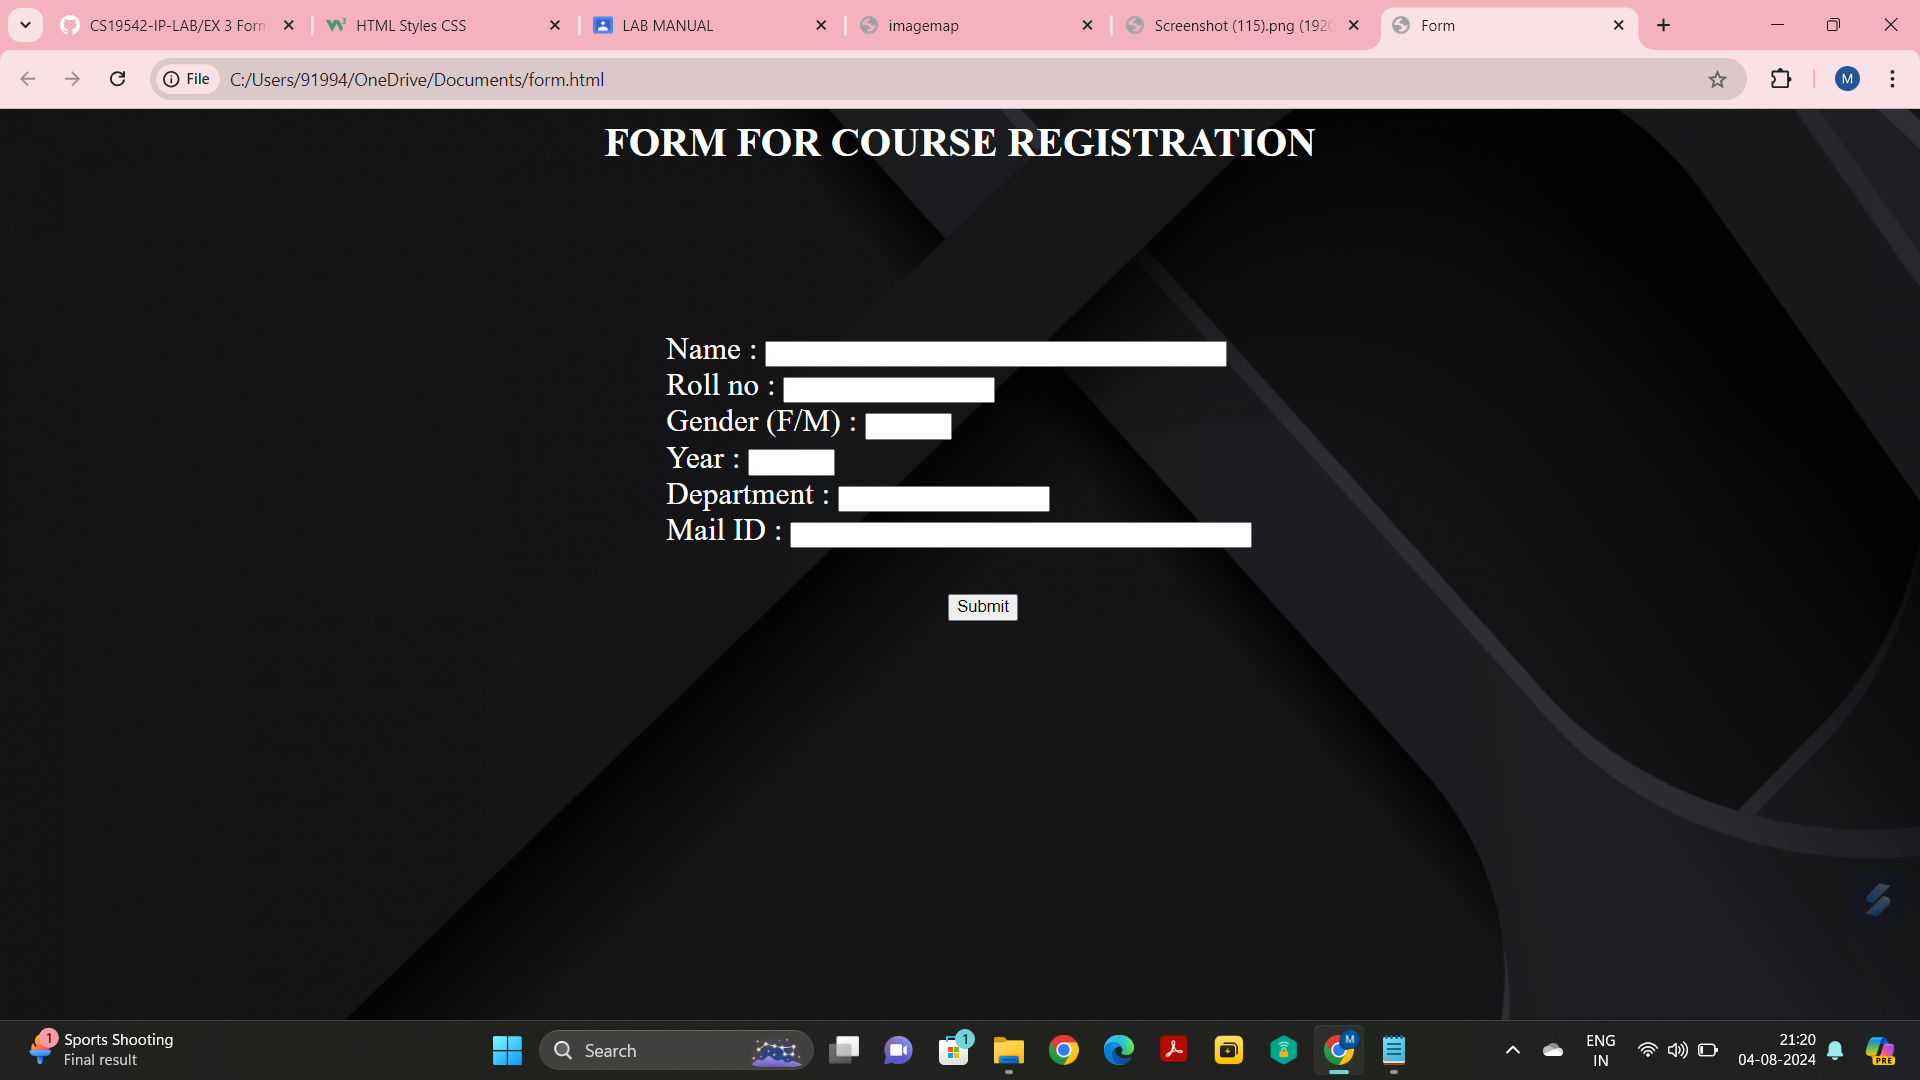 CS19542-IP-LAB/EX 3 Form
HTML Styles CSS
LAB MANUAL
imagemap
Screenshot (115).png (192
Form
File
C:/Users/91994/OneDrive/Documents/form.html
M
FORM FOR COURSE REGISTRATION
Name :
Roll no :
Gender (F/M) :
Year :
Department :
Mail ID :
Submit
1
Sports Shooting
Final result
Search
1
M
ENG
IN
21:20
04-08-2024
PRE